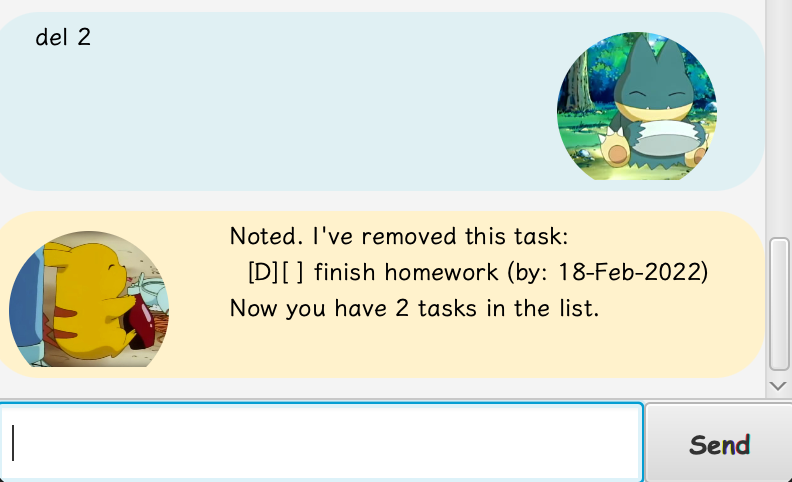 del 2
Noted. I've removed this task:
[D][ ] finish homework (by: 18-Feb-2022)
Now you have 2 tasks in the list.
Send